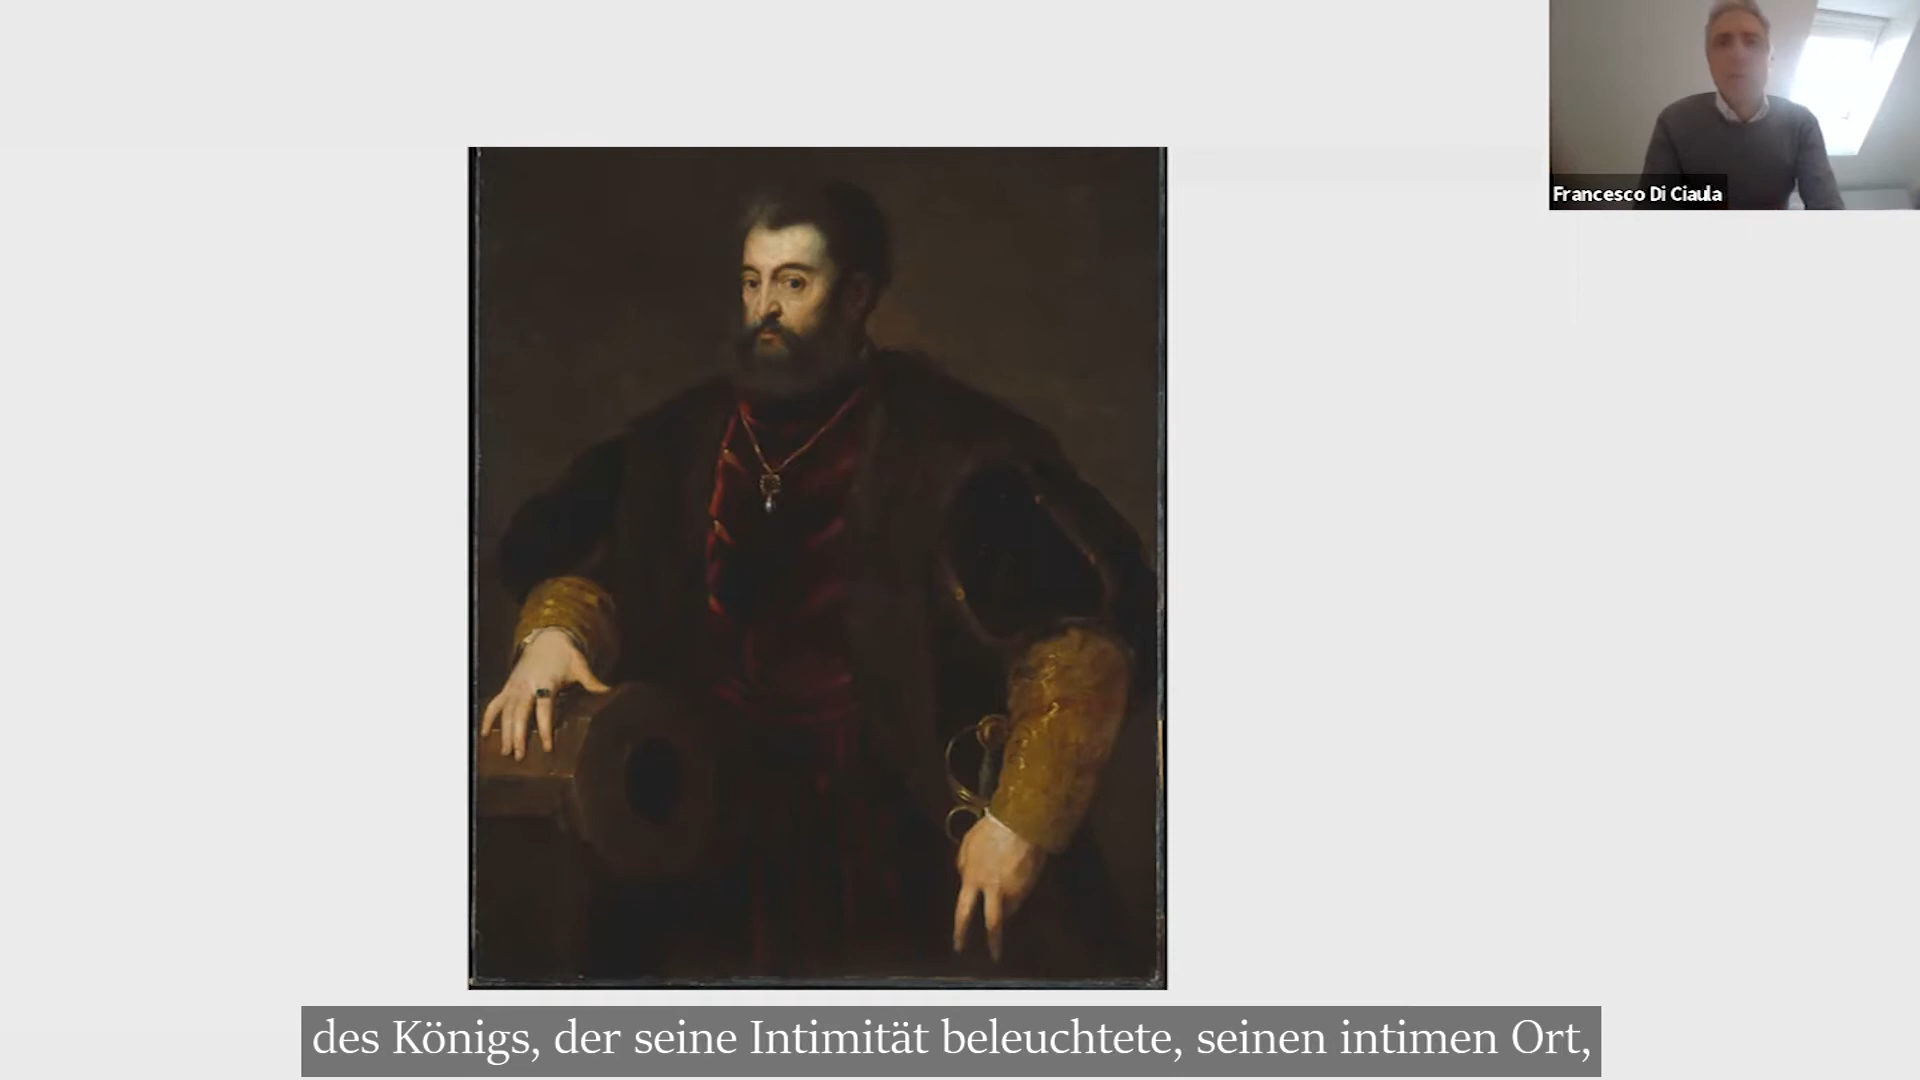 Francesco Di Ciaula
des Königs, der seine Intimität beleuchtete, seinen intimen Ort,